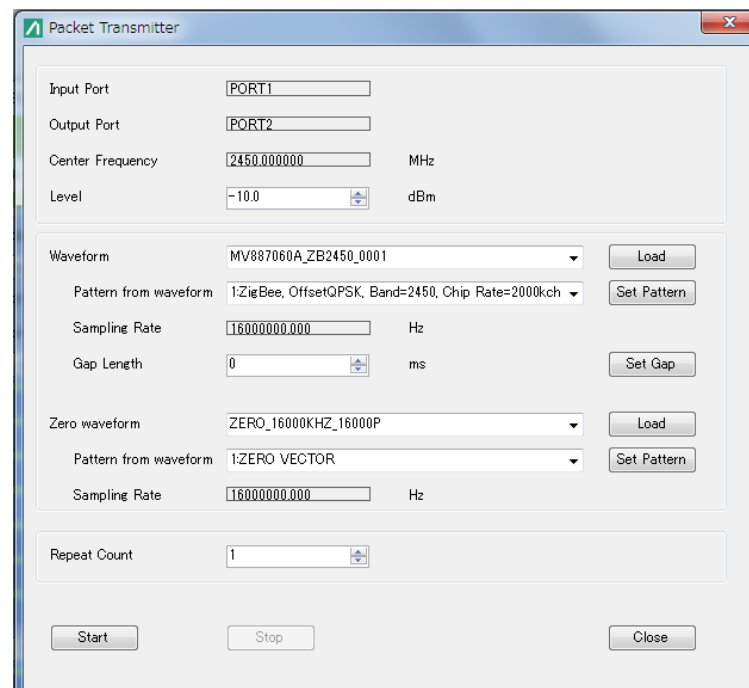 Packet Transmitter
Input Port PORT1
Output Port PORT2
Center Frequency 2450.000000 MHz
Level -10.0 dBm
Waveform MV887060A_ZB2450_0001 Load
Pattern from waveform 1:ZigBee, OffsetQPSK, Band=2450, Chip Rate=2000kch Set Pattern
Sampling Rate 16000000.000 Hz
Gap Length 0 ms Set Gap
Zero waveform ZERO_16000KHZ_16000P Load
Pattern from waveform 1:ZERO VECTOR Set Pattern
Sampling Rate 16000000.000 Hz
Repeat Count 1
Start Stop Close